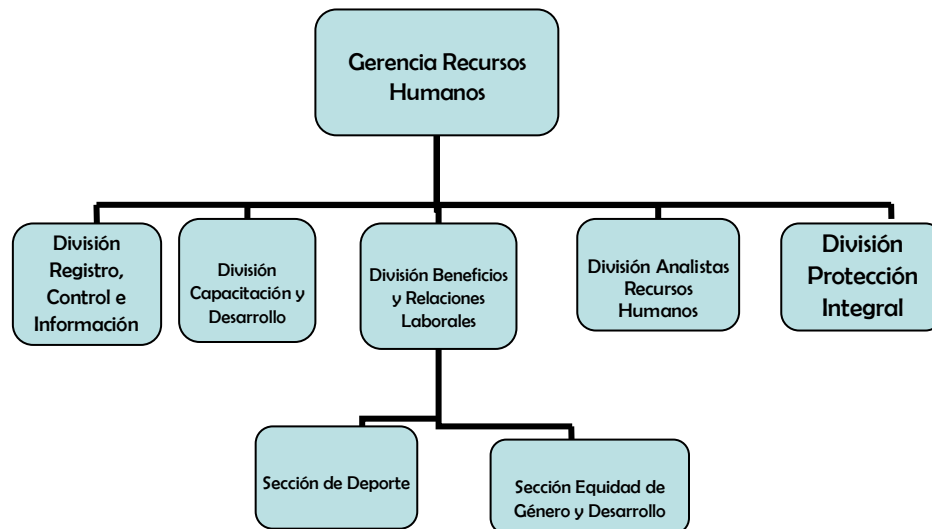 Gerencia Recursos
Humanos
División
Registro,
Control e
Información
División
Capacitación y
Desarrollo
División Beneficios
y Relaciones
Laborales
División Analistas
Recursos
Humanos
División
Protección
Integral
Sección de Deporte
Sección Equidad de
Género y Desarrollo